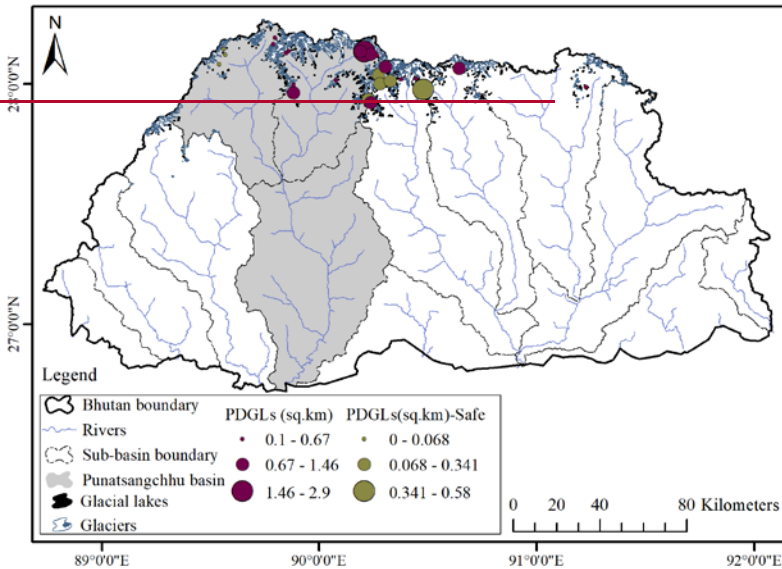 N
28°0'0"N
27°0'0"N
Legend
Bhutan boundary
Rivers
Sub-basin boundary
Punatsangchhu basin
Glacial lakes
Glaciers
PDGLs (sq.km)
0.1 - 0.67
0.67 - 1.46
1.46 - 2.9
PDGLs(sq.km)-Safe
0 - 0.068
0.068 - 0.341
0.341 - 0.58
0 20 40 60 80 Kilometers
89°0'0"E 90°0'0"E 91°0'0"E 92°0'0"E